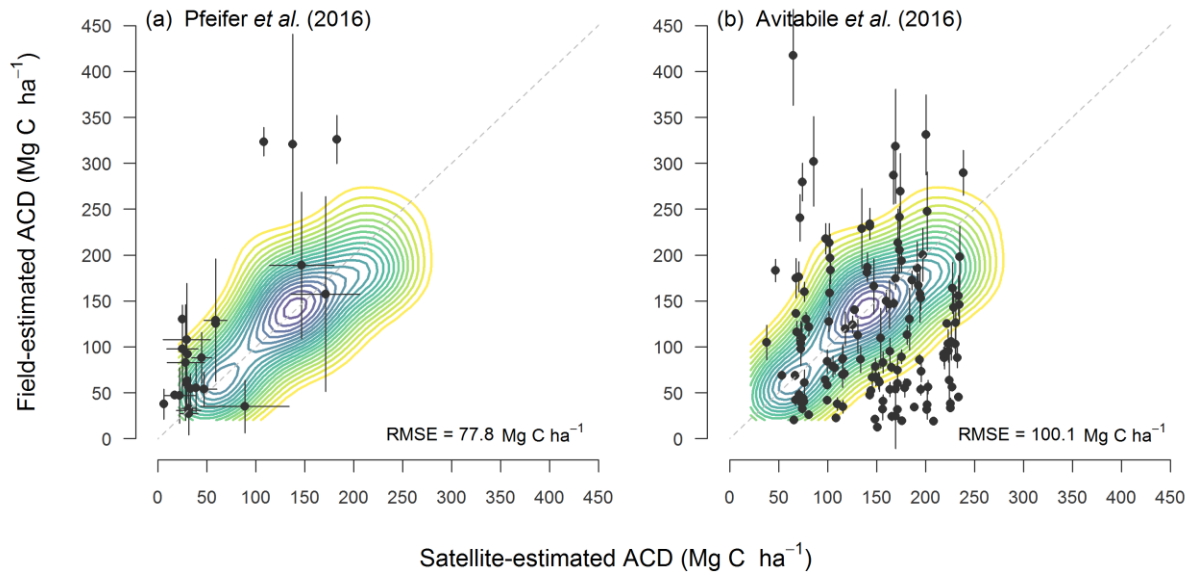 (a) Pfeifer et al. (2016)
(b) Avitabile et al. (2016)
Field-estimated ACD (Mg C ha−1)
450
400
350
300
250
200
150
100
50
0
RMSE = 77.8 Mg C ha−1
0 50 100 150 200 250 300 350 400 450
450
400
350
300
250
200
150
100
50
0
RMSE = 100.1 Mg C ha−1
0 50 100 150 200 250 300 350 400 450
Satellite-estimated ACD (Mg C ha−1)